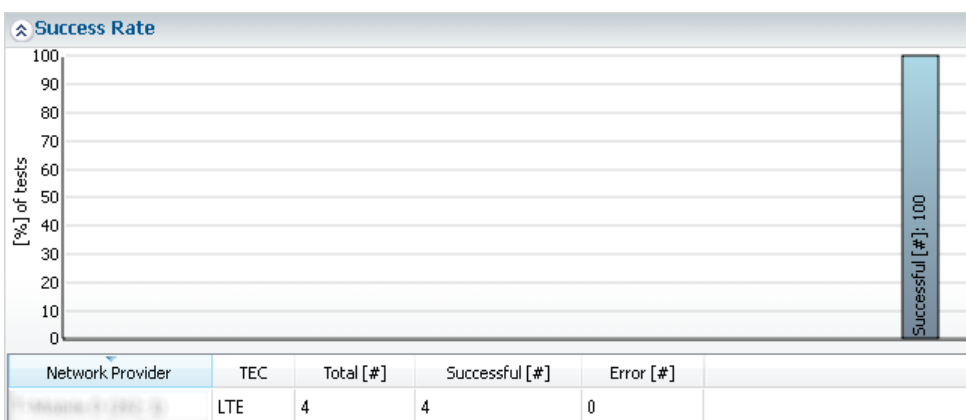 Success Rate
100
90
80
70
60
50
40
30
20
10
0
[%] of tests
Successful [#]: 100
Network Provider TEC Total [#] Successful [#] Error [#]
LTE 4 4 0